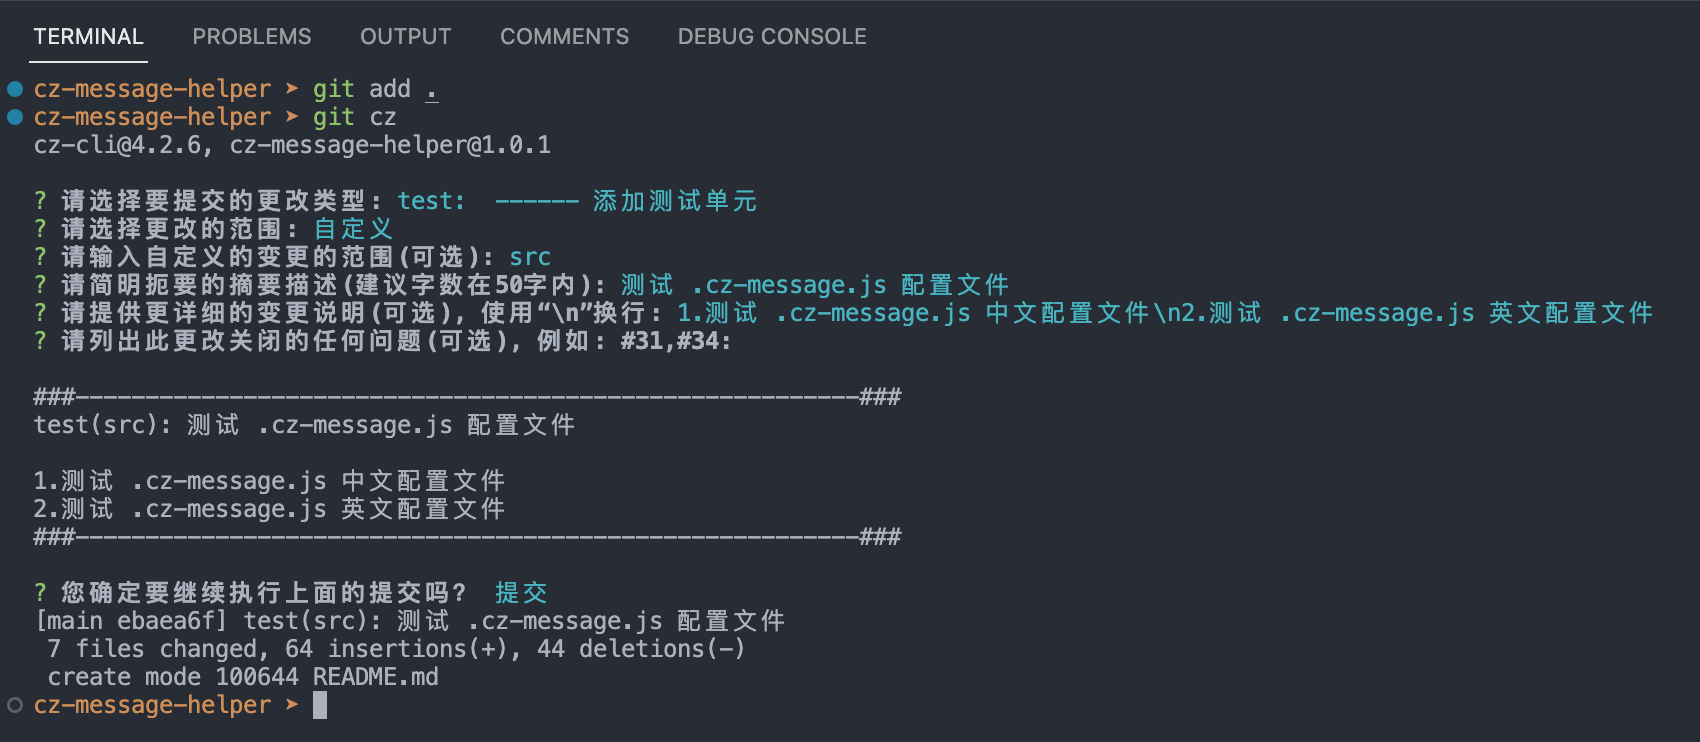 TERMINAL PROBLEMS OUTPUT COMMENTS DEBUG CONSOLE
cz-message-helper ➤ git add .
cz-message-helper ➤ git cz
cz-cli@4.2.6, cz-message-helper@1.0.1
? 请选择要提交的更改类型: test:  ------ 添加测试单元
? 请选择更改的范围: 自定义
? 请输入自定义的变更的范围(可选): src
? 请简明扼要的摘要描述(建议字数在50字内): 测试 .cz-message.js 配置文件
? 请提供更详细的变更说明(可选), 使用“\n”换行: 1.测试 .cz-message.js 中文配置文件\n2.测试 .cz-message.js 英文配置文件
? 请列出此更改关闭的任何问题(可选), 例如: #31,#34:
###--------------------------------------------------------###
test(src): 测试 .cz-message.js 配置文件
1.测试 .cz-message.js 中文配置文件
2.测试 .cz-message.js 英文配置文件
###--------------------------------------------------------###
? 您确定要继续执行上面的提交吗? 提交
[main ebaea6f] test(src): 测试 .cz-message.js 配置文件
7 files changed, 64 insertions(+), 44 deletions(-)
create mode 100644 README.md
cz-message-helper ➤